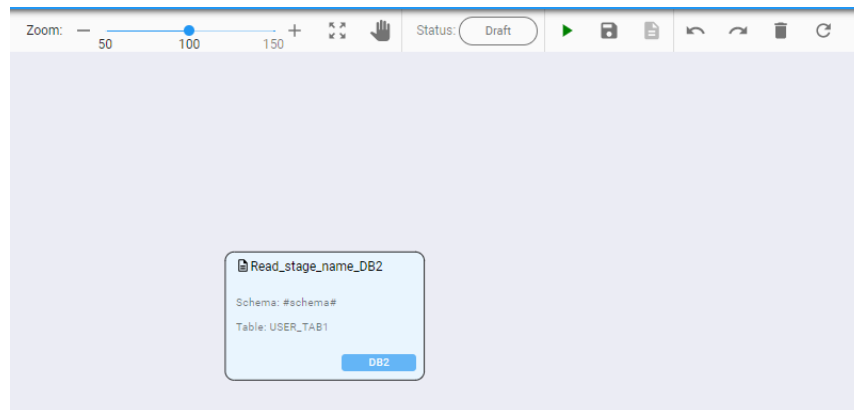 Zoom:
50 100 150
Status: Draft
Read_stage_name_DB2
Schema: #schema#
Table: USER_TAB1
DB2